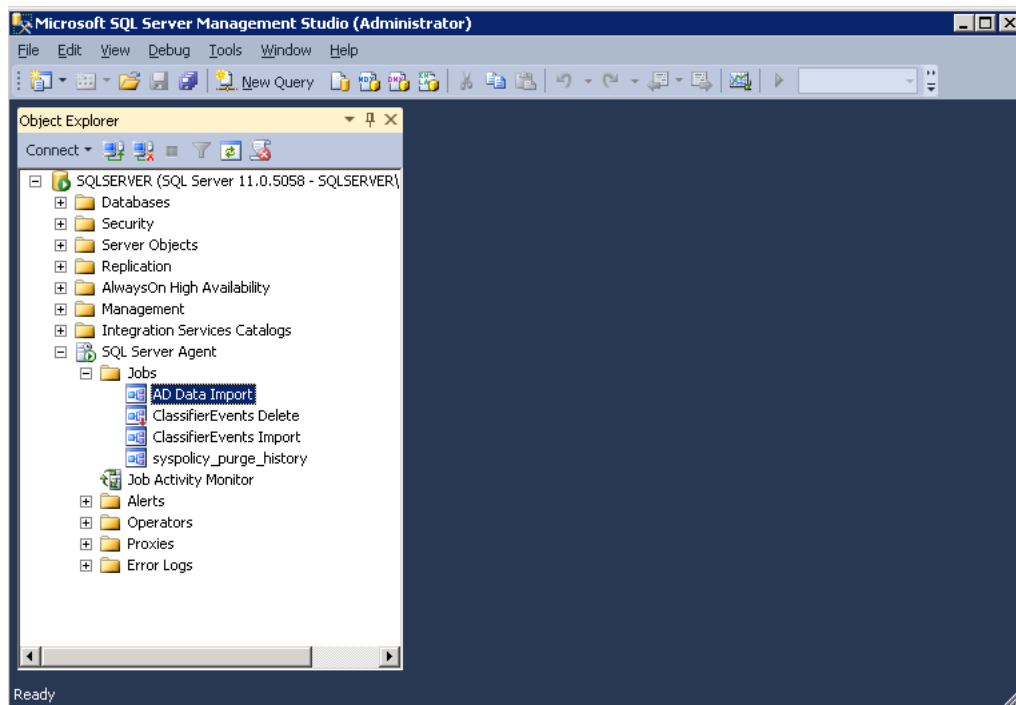 Microsoft SQL Server Management Studio (Administrator)
File Edit View Debug Tools Window Help
New Query
Object Explorer
Connect
SQLSERVER (SQL Server 11.0.5058 - SQLSERVER\
Databases
Security
Server Objects
Replication
AlwaysOn High Availability
Management
Integration Services Catalogs
SQL Server Agent
Jobs
AD Data Import
ClassifierEvents Delete
ClassifierEvents Import
syspolicy_purge_history
Job Activity Monitor
Alerts
Operators
Proxies
Error Logs
Ready